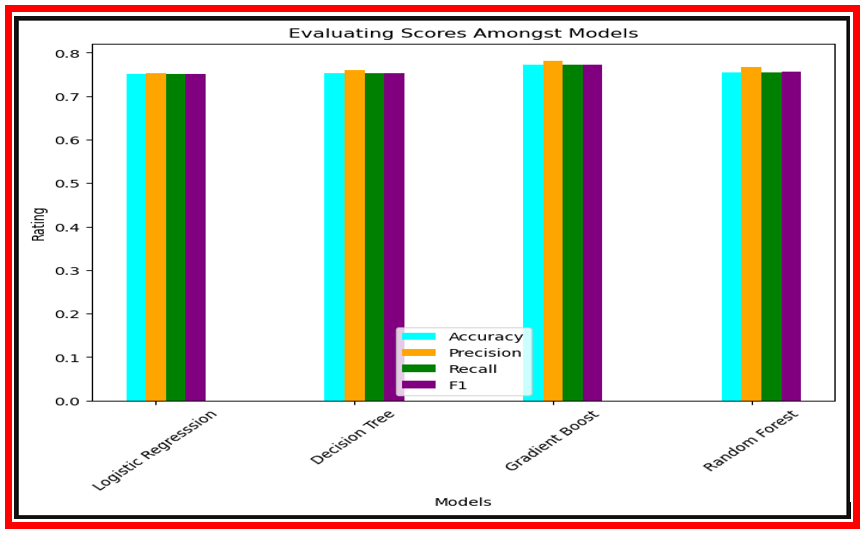 Evaluating Scores Amongst Models
Rating
0.8
0.7
0.6
0.5
0.4
0.3
0.2
0.1
0.0
Accuracy
Precision
Recall
F1
Logistic Regresssion
Decision Tree
Gradient Boost
Random Forest
Models